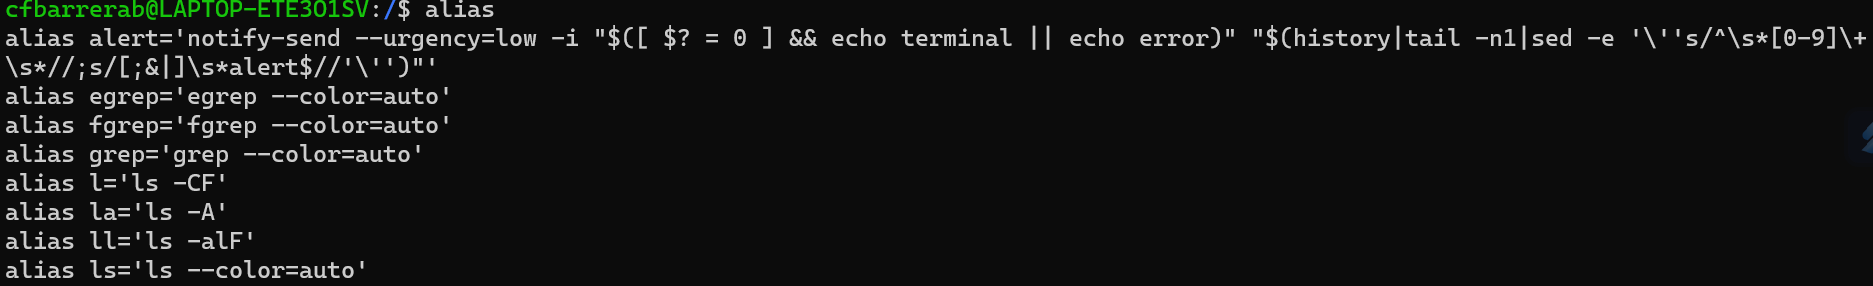 cfbarrerab@LAPTOP-ETE3O1SV:/$ alias
alias alert='notify-send --urgency=low -i "$([ $? = 0 ] && echo terminal || echo error)" "$(history|tail -n1|sed -e '\''s/^\s*[0-9]\+
\s*//;s/[;&|]\s*alert$//'\'')"'
alias egrep='egrep --color=auto'
alias fgrep='fgrep --color=auto'
alias grep='grep --color=auto'
alias l='ls -CF'
alias la='ls -A'
alias ll='ls -alF'
alias ls='ls --color=auto'